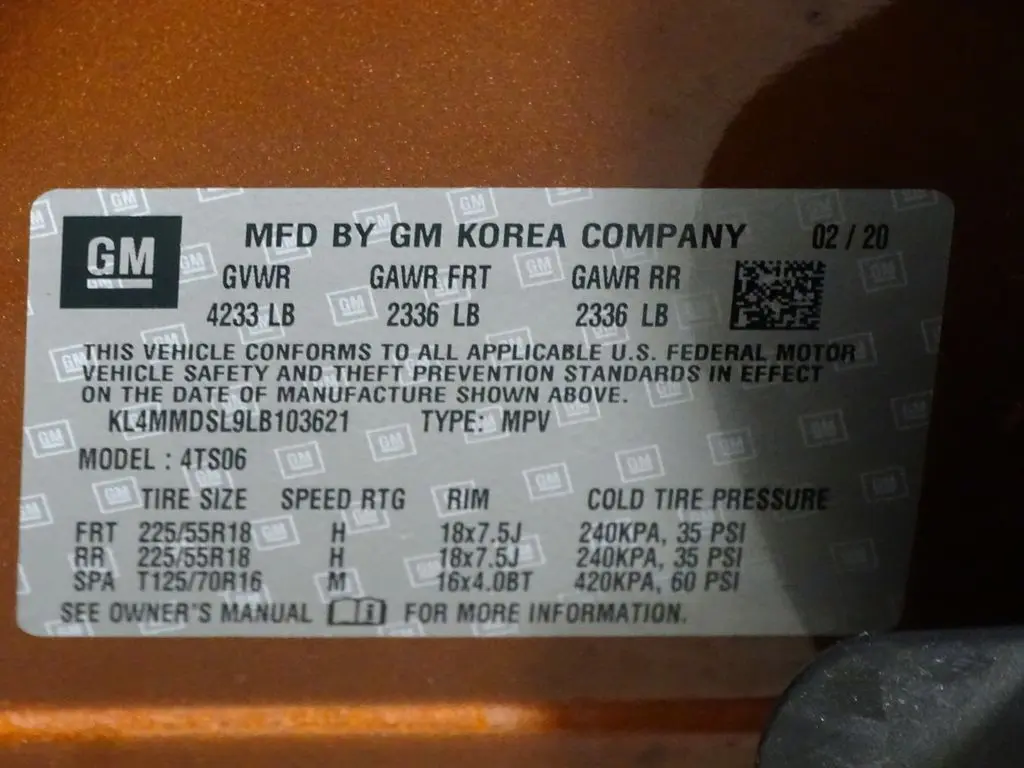 GM MFD BY GM KOREA COMPANY 02 / 20
GVWR GAWR FRT GAWR RR
4233 LB 2336 LB 2336 LB
THIS VEHICLE CONFORMS TO ALL APPLICABLE U.S. FEDERAL MOTOR
VEHICLE SAFETY AND THEFT PREVENTION STANDARDS IN EFFECT
ON THE DATE OF MANUFACTURE SHOWN ABOVE.
KL4MMDSL9LB103621 TYPE: MPV
MODEL : 4TS06
TIRE SIZE SPEED RTG RIM COLD TIRE PRESSURE
FRT 225/55R18 H 18x7.5J 240KPA, 35 PSI
RR 225/55R18 H 18x7.5J 240KPA, 35 PSI
SPA T125/70R16 M 16x4.0BT 420KPA, 60 PSI
SEE OWNER'S MANUAL i FOR MORE INFORMATION.